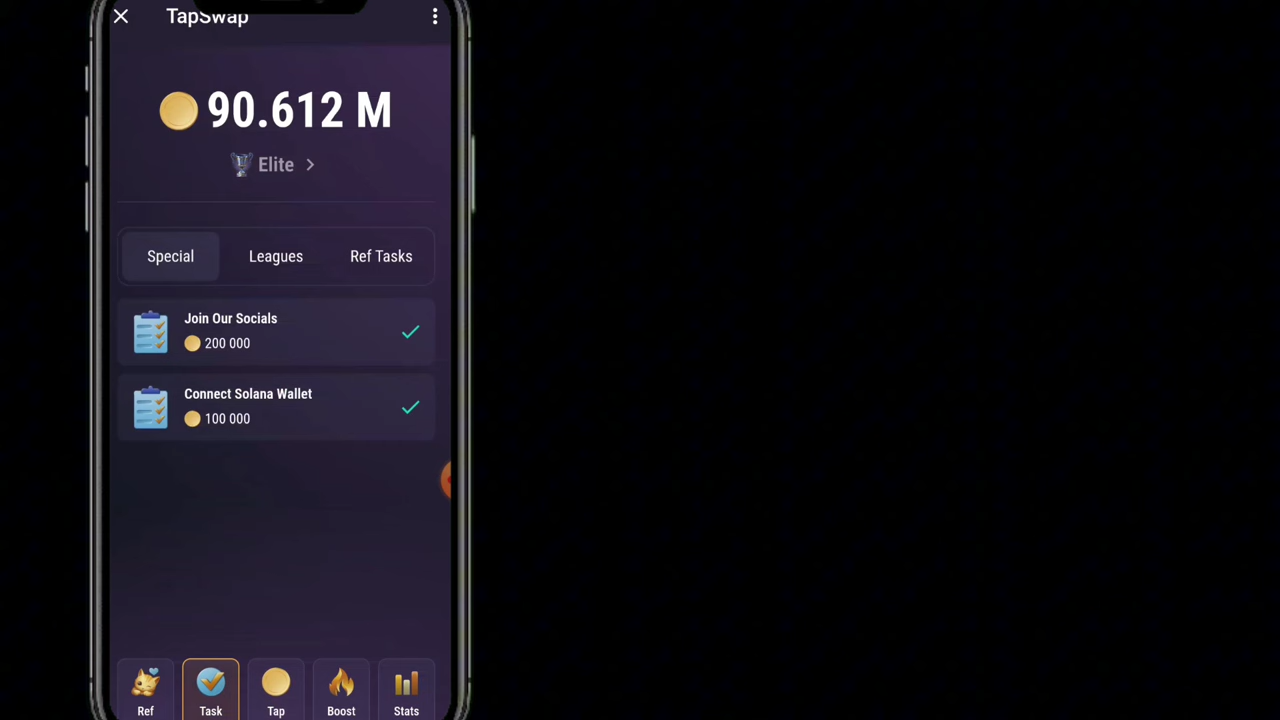 TapSwap
90.612 M
Elite
Special Leagues Ref Tasks
Join Our Socials
200 000
Connect Solana Wallet
100 000
Ref Task Tap Boost Stats